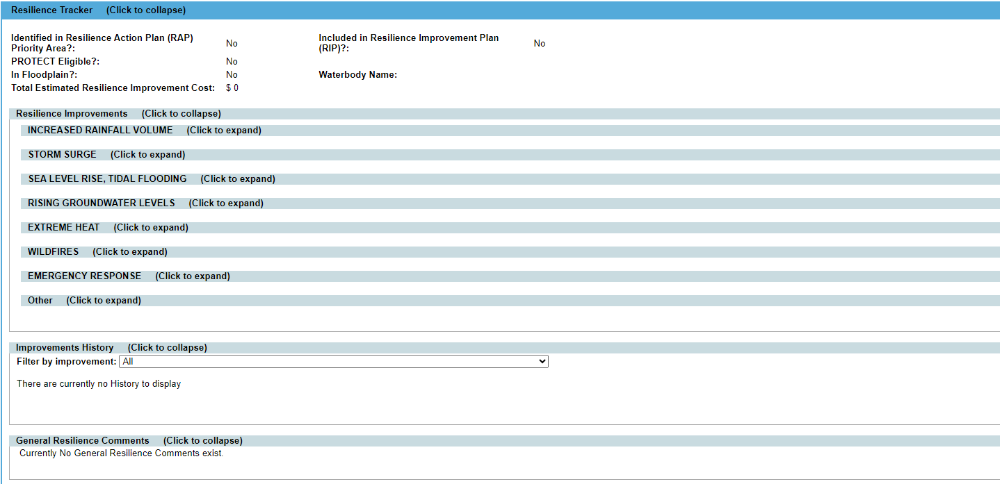 Resilience Tracker (Click to collapse)
Identified in Resilience Action Plan (RAP)
Priority Area?:
No
Included in Resilience Improvement Plan
(RIP)?:
No
PROTECT Eligible?: No
In Floodplain?: No Waterbody Name:
Total Estimated Resilience Improvement Cost: $ 0
Resilience Improvements (Click to collapse)
INCREASED RAINFALL VOLUME (Click to expand)
STORM SURGE (Click to expand)
SEA LEVEL RISE, TIDAL FLOODING (Click to expand)
RISING GROUNDWATER LEVELS (Click to expand)
EXTREME HEAT (Click to expand)
WILDFIRES (Click to expand)
EMERGENCY RESPONSE (Click to expand)
Other (Click to expand)
Improvements History (Click to collapse)
Filter by improvement: All
There are currently no History to display
General Resilience Comments (Click to collapse)
Currently No General Resilience Comments exist.